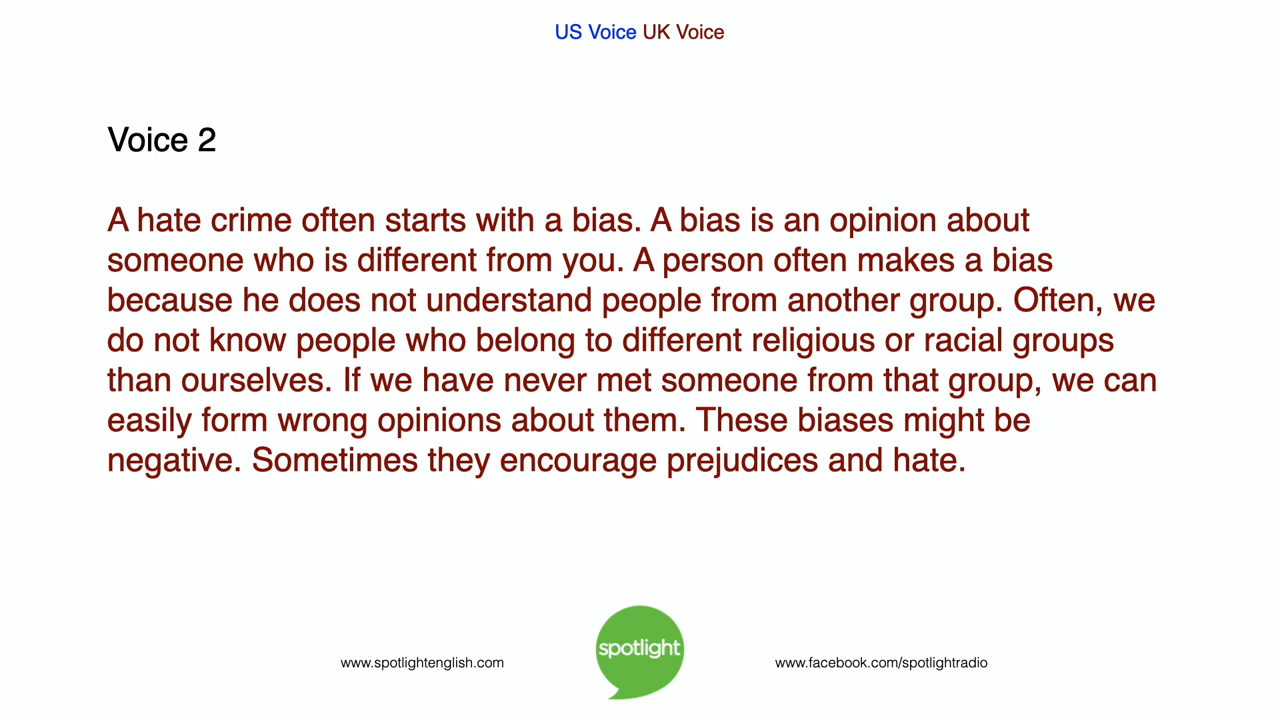 US Voice UK Voice
Voice 2
A hate crime often starts with a bias. A bias is an opinion about
someone who is different from you. A person often makes a bias
because he does not understand people from another group. Often, we
do not know people who belong to different religious or racial groups
than ourselves. If we have never met someone from that group, we can
easily form wrong opinions about them. These biases might be
negative. Sometimes they encourage prejudices and hate.
www.spotlightenglish.com
spotlight
www.facebook.com/spotlightradio